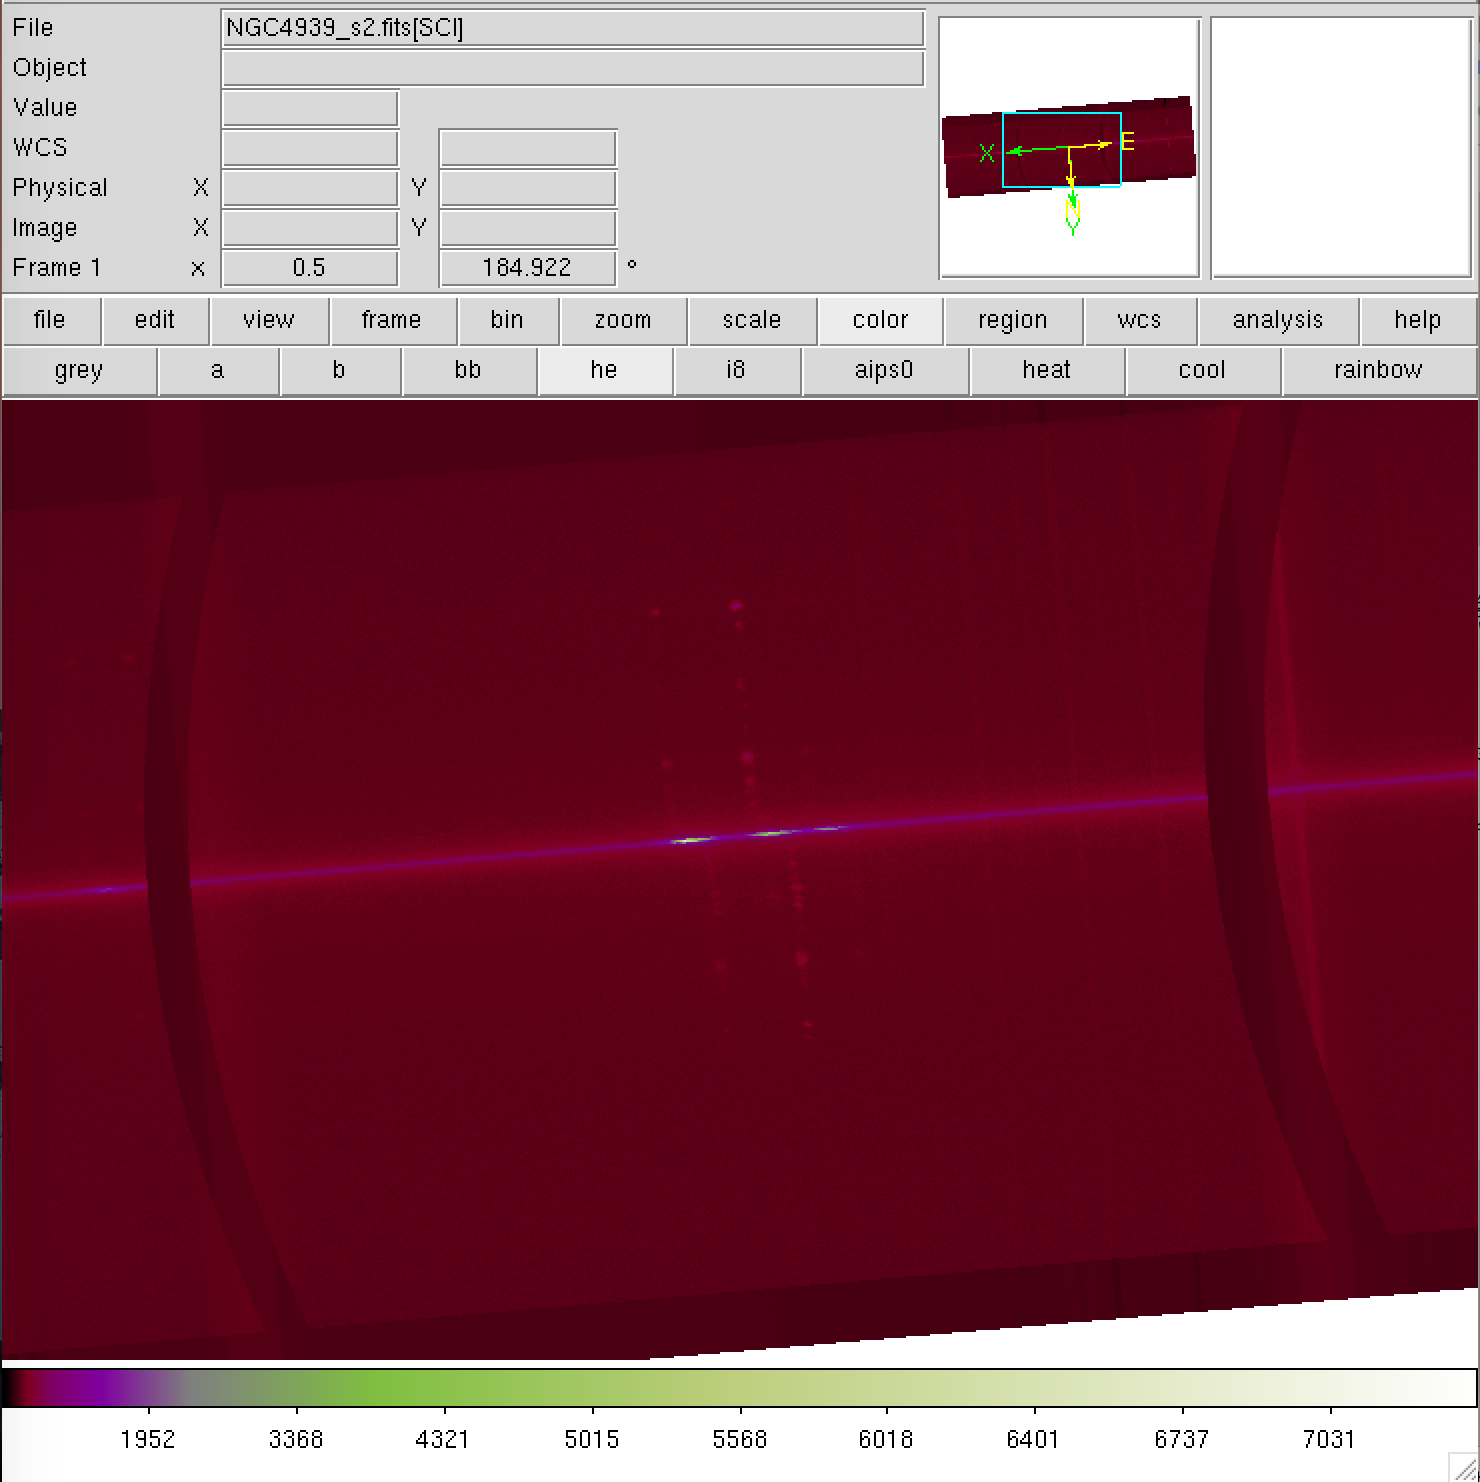 File NGC4939_s2.fits[SCI]
Object
Value
WCS
Physical X Y
Image X Y
Frame 1 x 0.5 184.922 °
X E
N
Y
file edit view frame bin zoom scale color region wcs analysis help
grey a b bb he i8 aips0 heat cool rainbow
1952 3368 4321 5015 5568 6018 6401 6737 7031